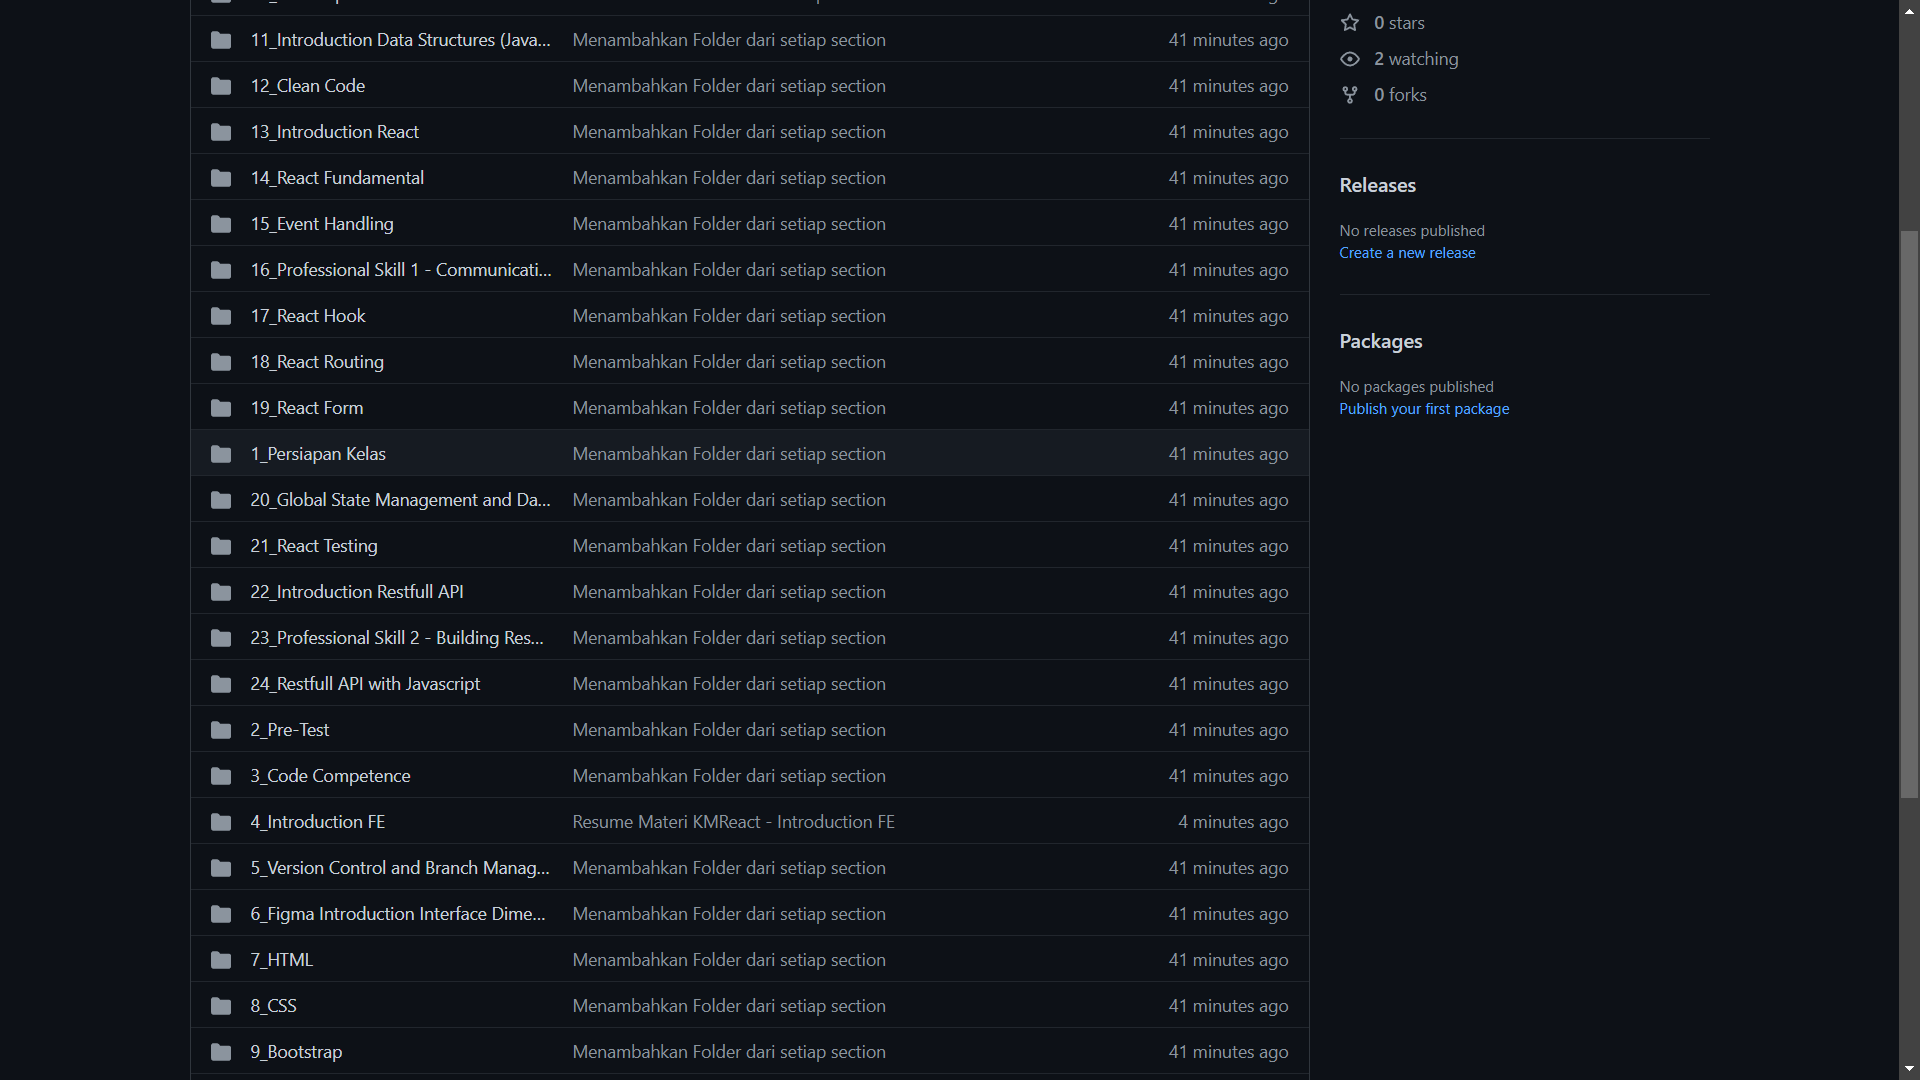 11_Introduction Data Structures (Java... Menambahkan Folder dari setiap section 41 minutes ago
12_Clean Code Menambahkan Folder dari setiap section 41 minutes ago
13_Introduction React Menambahkan Folder dari setiap section 41 minutes ago
14_React Fundamental Menambahkan Folder dari setiap section 41 minutes ago
15_Event Handling Menambahkan Folder dari setiap section 41 minutes ago
16_Professional Skill 1 - Communicati... Menambahkan Folder dari setiap section 41 minutes ago
17_React Hook Menambahkan Folder dari setiap section 41 minutes ago
18_React Routing Menambahkan Folder dari setiap section 41 minutes ago
19_React Form Menambahkan Folder dari setiap section 41 minutes ago
1_Persiapan Kelas Menambahkan Folder dari setiap section 41 minutes ago
20_Global State Management and Da... Menambahkan Folder dari setiap section 41 minutes ago
21_React Testing Menambahkan Folder dari setiap section 41 minutes ago
22_Introduction Restfull API Menambahkan Folder dari setiap section 41 minutes ago
23_Professional Skill 2 - Building Res... Menambahkan Folder dari setiap section 41 minutes ago
24_Restfull API with Javascript Menambahkan Folder dari setiap section 41 minutes ago
2_Pre-Test Menambahkan Folder dari setiap section 41 minutes ago
3_Code Competence Menambahkan Folder dari setiap section 41 minutes ago
4_Introduction FE Resume Materi KMReact - Introduction FE 4 minutes ago
5_Version Control and Branch Manag... Menambahkan Folder dari setiap section 41 minutes ago
6_Figma Introduction Interface Dime... Menambahkan Folder dari setiap section 41 minutes ago
7_HTML Menambahkan Folder dari setiap section 41 minutes ago
8_CSS Menambahkan Folder dari setiap section 41 minutes ago
9_Bootstrap Menambahkan Folder dari setiap section 41 minutes ago
0 stars
2 watching
0 forks
Releases
No releases published
Create a new release
Packages
No packages published
Publish your first package